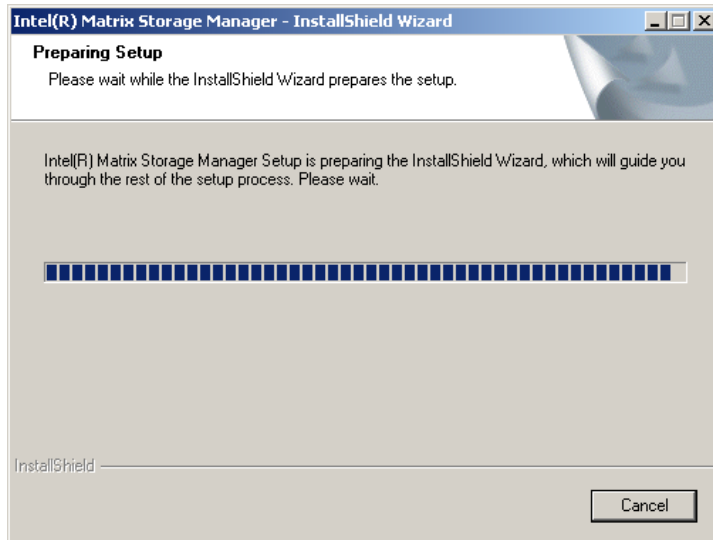 Intel(R) Matrix Storage Manager - InstallShield Wizard
Preparing Setup
Please wait while the InstallShield Wizard prepares the setup.
Intel(R) Matrix Storage Manager Setup is preparing the InstallShield Wizard, which will guide you
through the rest of the setup process. Please wait.
InstallShield
Cancel